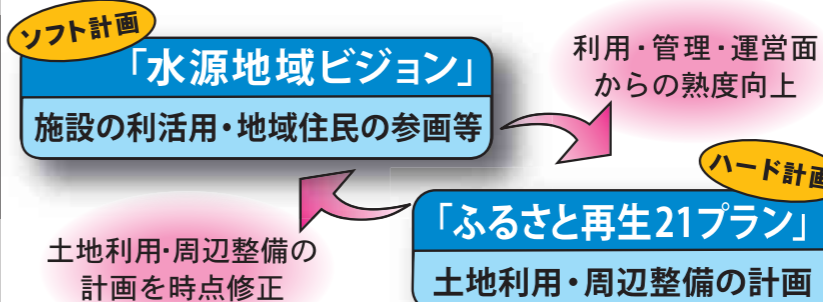 ソフト計画
「水源地域ビジョン」
施設の利活用・地域住民の参画等
利用・管理・運営面
からの熟度向上
ハード計画
「ふるさと再生21プラン」
土地利用・周辺整備の計画
土地利用・周辺整備の
計画を時点修正